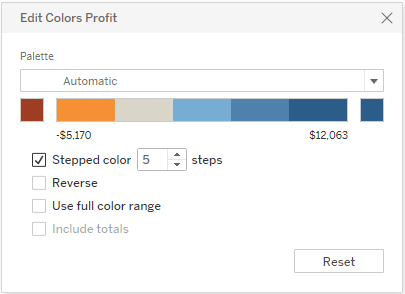 Edit Colors Profit
Palette
Automatic
-$5,170 $12,063
Stepped color 5 steps
Reverse
Use full color range
Include totals
Reset